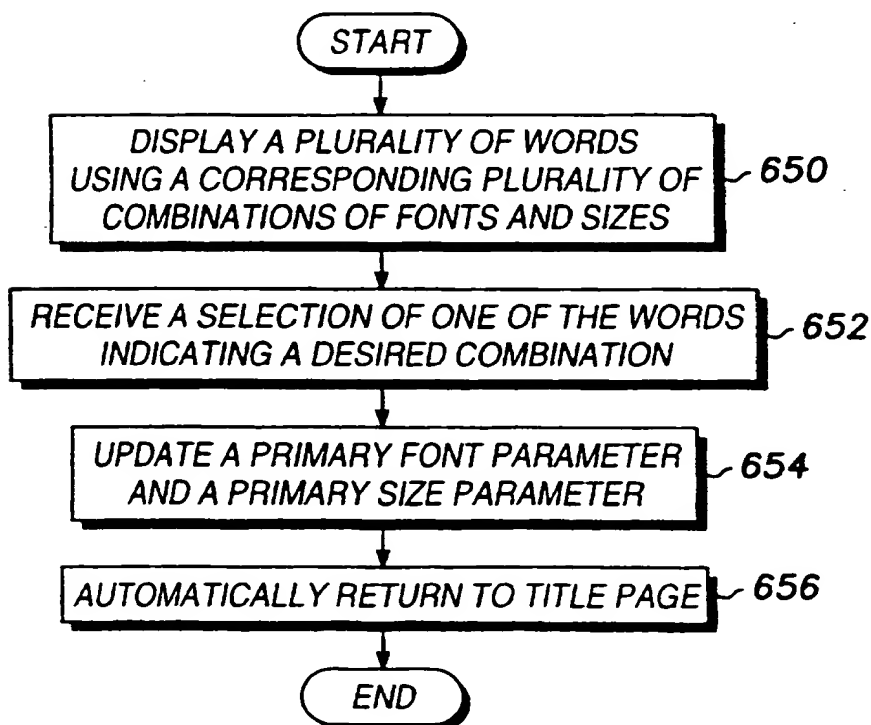 START
DISPLAY A PLURALITY OF WORDS
USING A CORRESPONDING PLURALITY OF
COMBINATIONS OF FONTS AND SIZES
650
RECEIVE A SELECTION OF ONE OF THE WORDS
INDICATING A DESIRED COMBINATION
652
UPDATE A PRIMARY FONT PARAMETER
AND A PRIMARY SIZE PARAMETER
654
AUTOMATICALLY RETURN TO TITLE PAGE
656
END